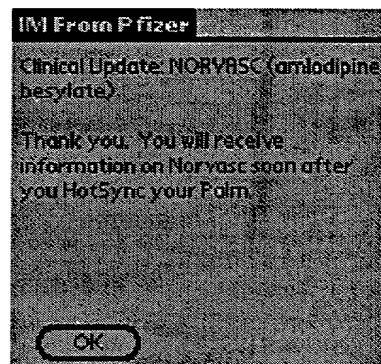 IM From Pfizer
Clinical Update: NORVASC (amlodipine
besylate)
Thank you. You will receive
information on Norvasc soon after
you HotSync your Palm.
OK